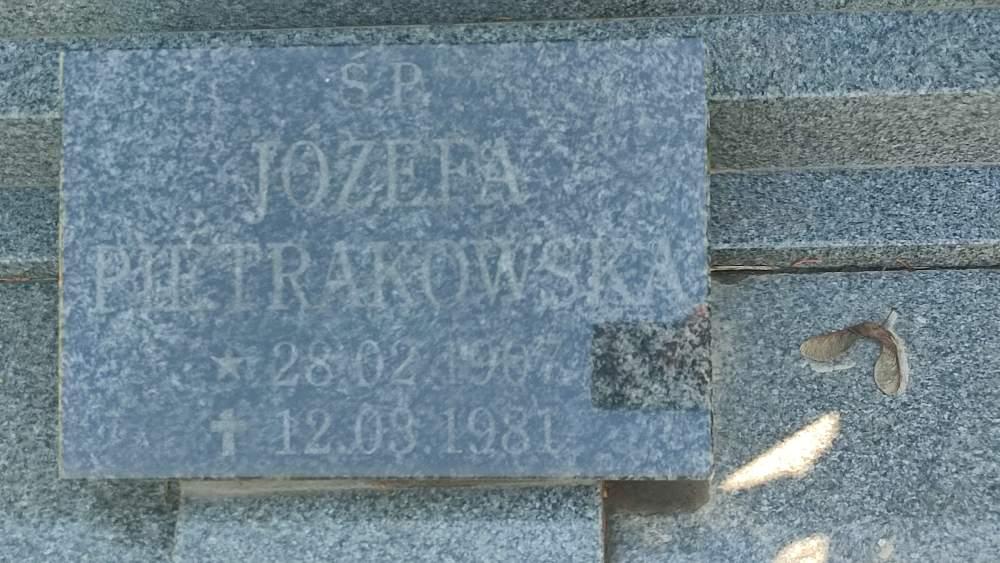 Ś.P.
JÓZEFA
PIETRAKOWSKA
★ 28.02.1907
✝ 12.03.1981